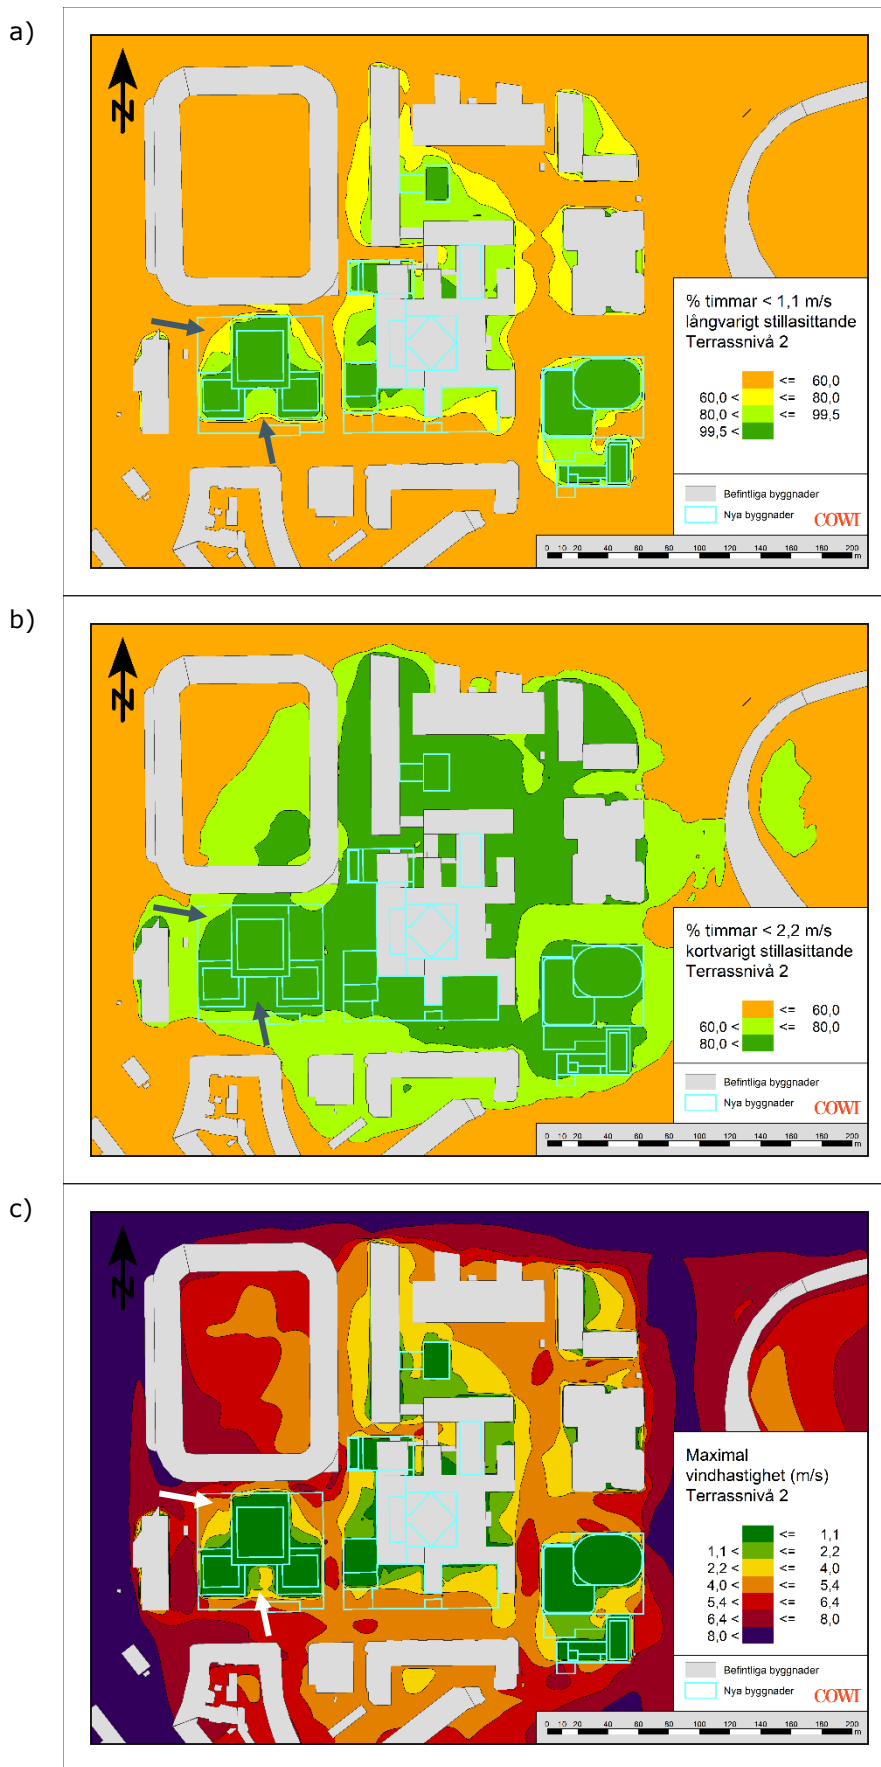 a)
N
% timmar < 1,1 m/s
långvarigt stillasittande
Terrassnivå 2
<= 60,0
60,0 < <= 80,0
80,0 < <= 99,5
99,5 <
Befintliga byggnader
Nya byggnader
COWI
0 10 20 40 60 80 100 120 140 160 180 200
m
b)
N
% timmar < 2,2 m/s
kortvarigt stillasittande
Terrassnivå 2
<= 60,0
60,0 < <= 80,0
80,0 <
Befintliga byggnader
Nya byggnader
COWI
0 10 20 40 60 80 100 120 140 160 180 200
m
c)
N
Maximal
vindhastighet (m/s)
Terrassnivå 2
<= 1,1
1,1 < <= 2,2
2,2 < <= 4,0
4,0 < <= 5,4
5,4 < <= 6,4
6,4 < <= 8,0
8,0 <
Befintliga byggnader
Nya byggnader
COWI
0 10 20 40 60 80 100 120 140 160 180 200
m